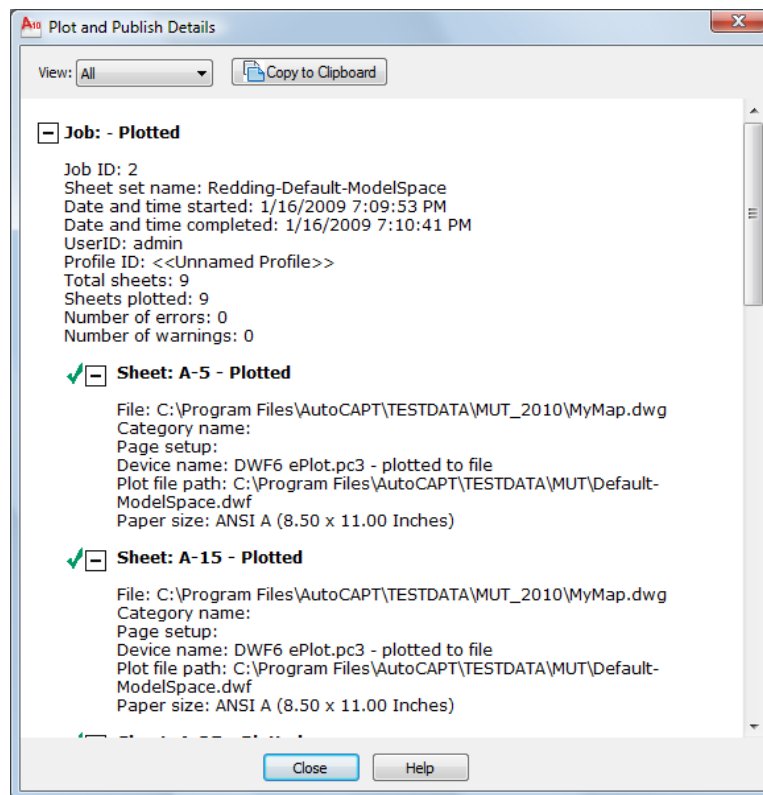 A10 Plot and Publish Details
View: All Copy to Clipboard
Job: - Plotted
Job ID: 2
Sheet set name: Redding-Default-ModelSpace
Date and time started: 1/16/2009 7:09:53 PM
Date and time completed: 1/16/2009 7:10:41 PM
UserID: admin
Profile ID: <<Unnamed Profile>>
Total sheets: 9
Sheets plotted: 9
Number of errors: 0
Number of warnings: 0
Sheet: A-5 - Plotted
File: C:\Program Files\AutoCAPT\TESTDATA\MUT_2010\MyMap.dwg
Category name:
Page setup:
Device name: DWF6 ePlot.pc3 - plotted to file
Plot file path: C:\Program Files\AutoCAPT\TESTDATA\MUT\Default-
ModelSpace.dwf
Paper size: ANSI A (8.50 x 11.00 Inches)
Sheet: A-15 - Plotted
File: C:\Program Files\AutoCAPT\TESTDATA\MUT_2010\MyMap.dwg
Category name:
Page setup:
Device name: DWF6 ePlot.pc3 - plotted to file
Plot file path: C:\Program Files\AutoCAPT\TESTDATA\MUT\Default-
ModelSpace.dwf
Paper size: ANSI A (8.50 x 11.00 Inches)
Close Help